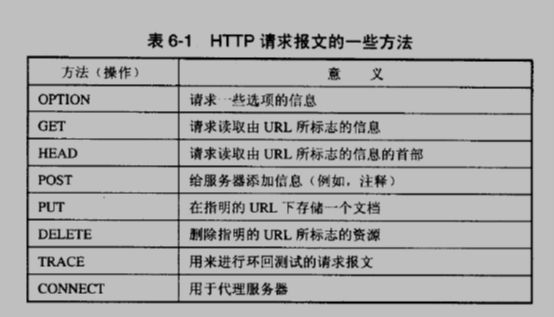 表 6-1 HTTP 请求报文的一些方法
方法（操作） 意 义
OPTION 请求一些选项的信息
GET 请求读取由 URL 所标志的信息
HEAD 请求读取由 URL 所标志的信息的首部
POST 给服务器添加信息（例如，注释）
PUT 在指明的 URL 下存储一个文档
DELETE 删除指明的 URL 所标志的资源
TRACE 用来进行环回测试的请求报文
CONNECT 用于代理服务器